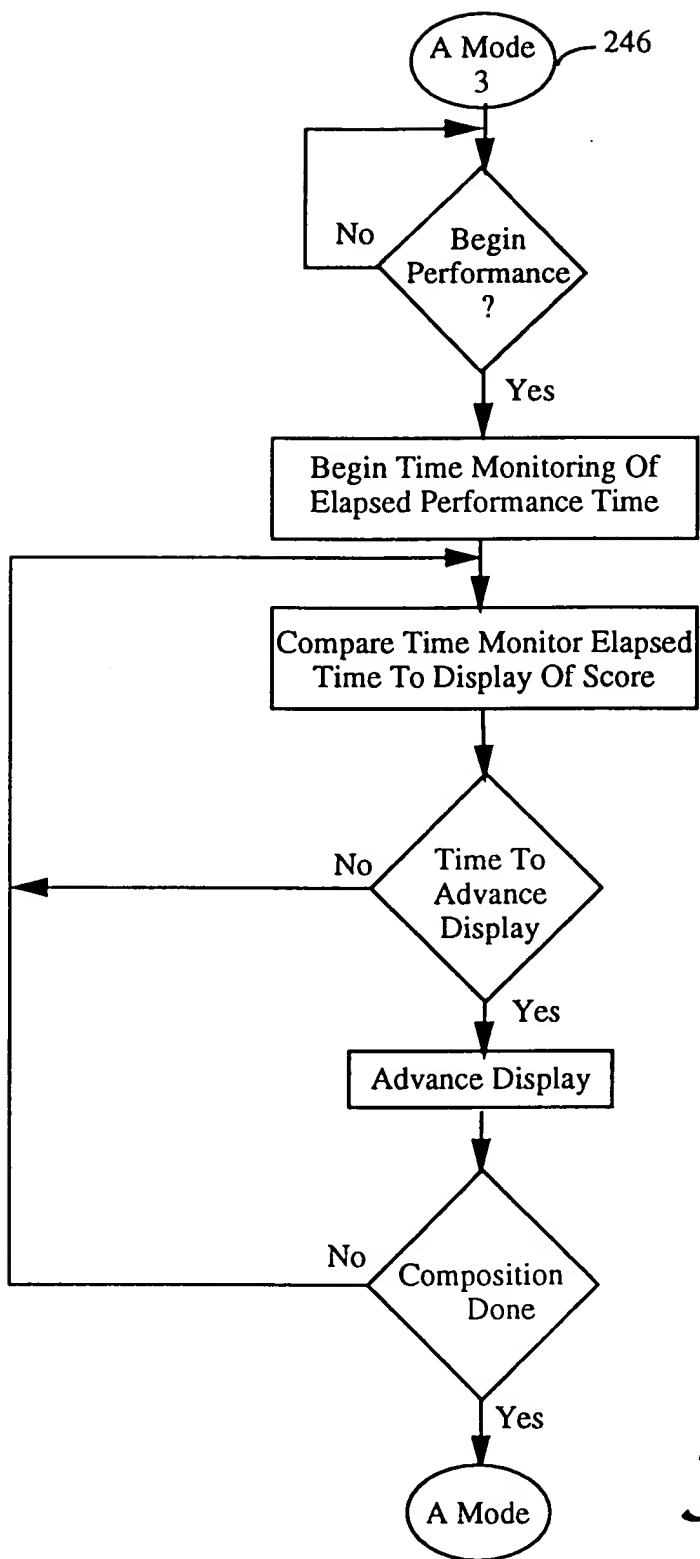 A Mode
3
246
No
Begin
Performance
?
Yes
Begin Time Monitoring Of
Elapsed Performance Time
Compare Time Monitor Elapsed
Time To Display Of Score
No
Time To
Advance
Display
Yes
Advance Display
No
Composition
Done
Yes
A Mode